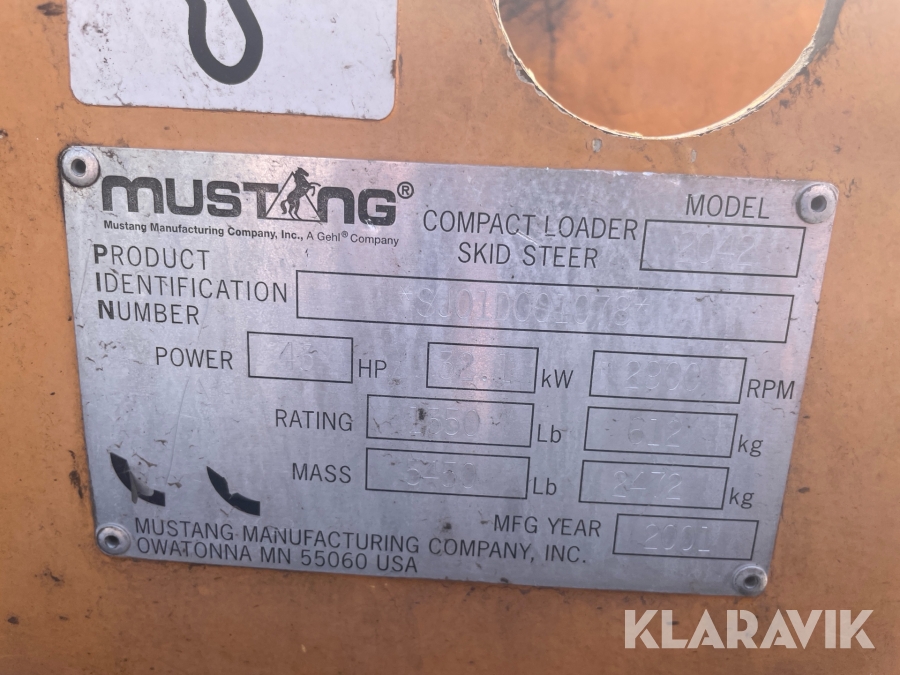 MUSTANG®
Mustang Manufacturing Company, Inc., A Gehl® Company
COMPACT LOADER
SKID STEER
MODEL
2042
PRODUCT
IDENTIFICATION
NUMBER
POWER 43 HP kW RPM
RATING Lb 612 kg
MASS Lb 2472 kg
MFG YEAR 2001
MUSTANG MANUFACTURING COMPANY, INC.
OWATONNA MN 55060 USA
KLARAVIK